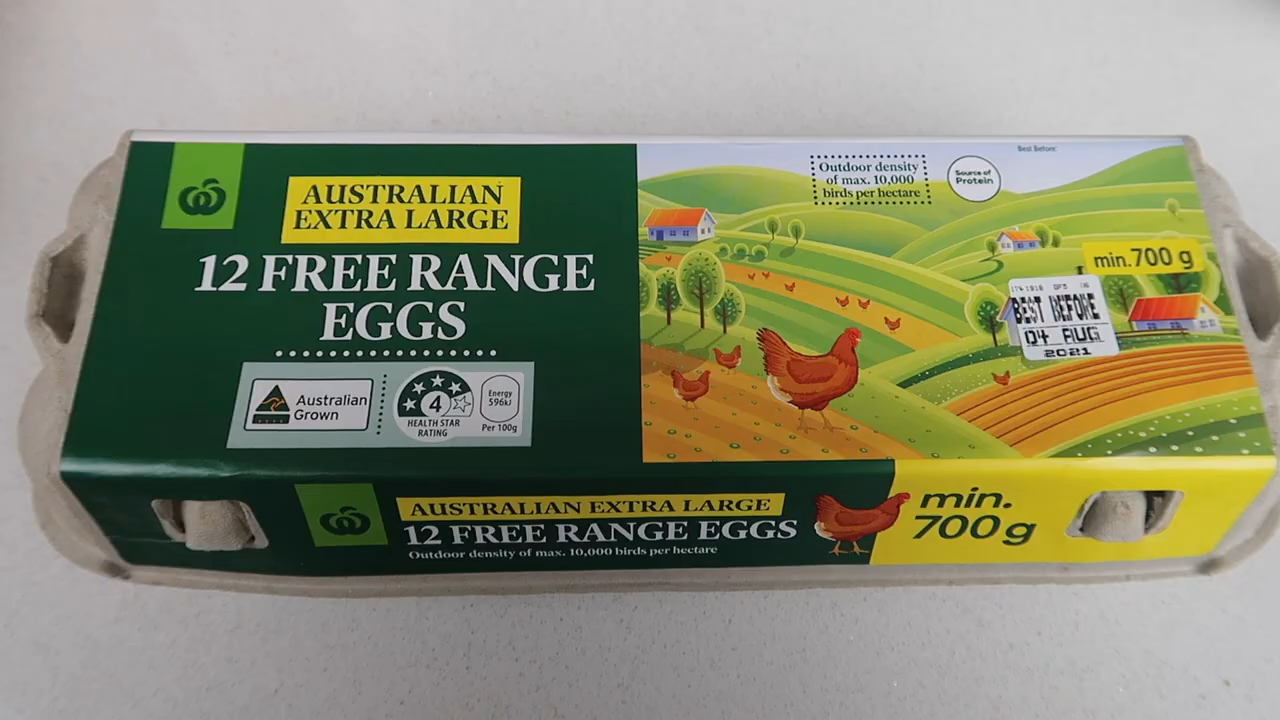 AUSTRALIAN
EXTRA LARGE
12 FREE RANGE
EGGS
Australian
Grown
4
HEALTH STAR
RATING
Energy
596kJ
Per 100g
Outdoor density
of max. 10,000
birds per hectare
Source of
Protein
Best Before:
min.700 g
BEST BEFORE
04 AUG
2021
AUSTRALIAN EXTRA LARGE
12 FREE RANGE EGGS
Outdoor density of max. 10,000 birds per hectare
min.
700g